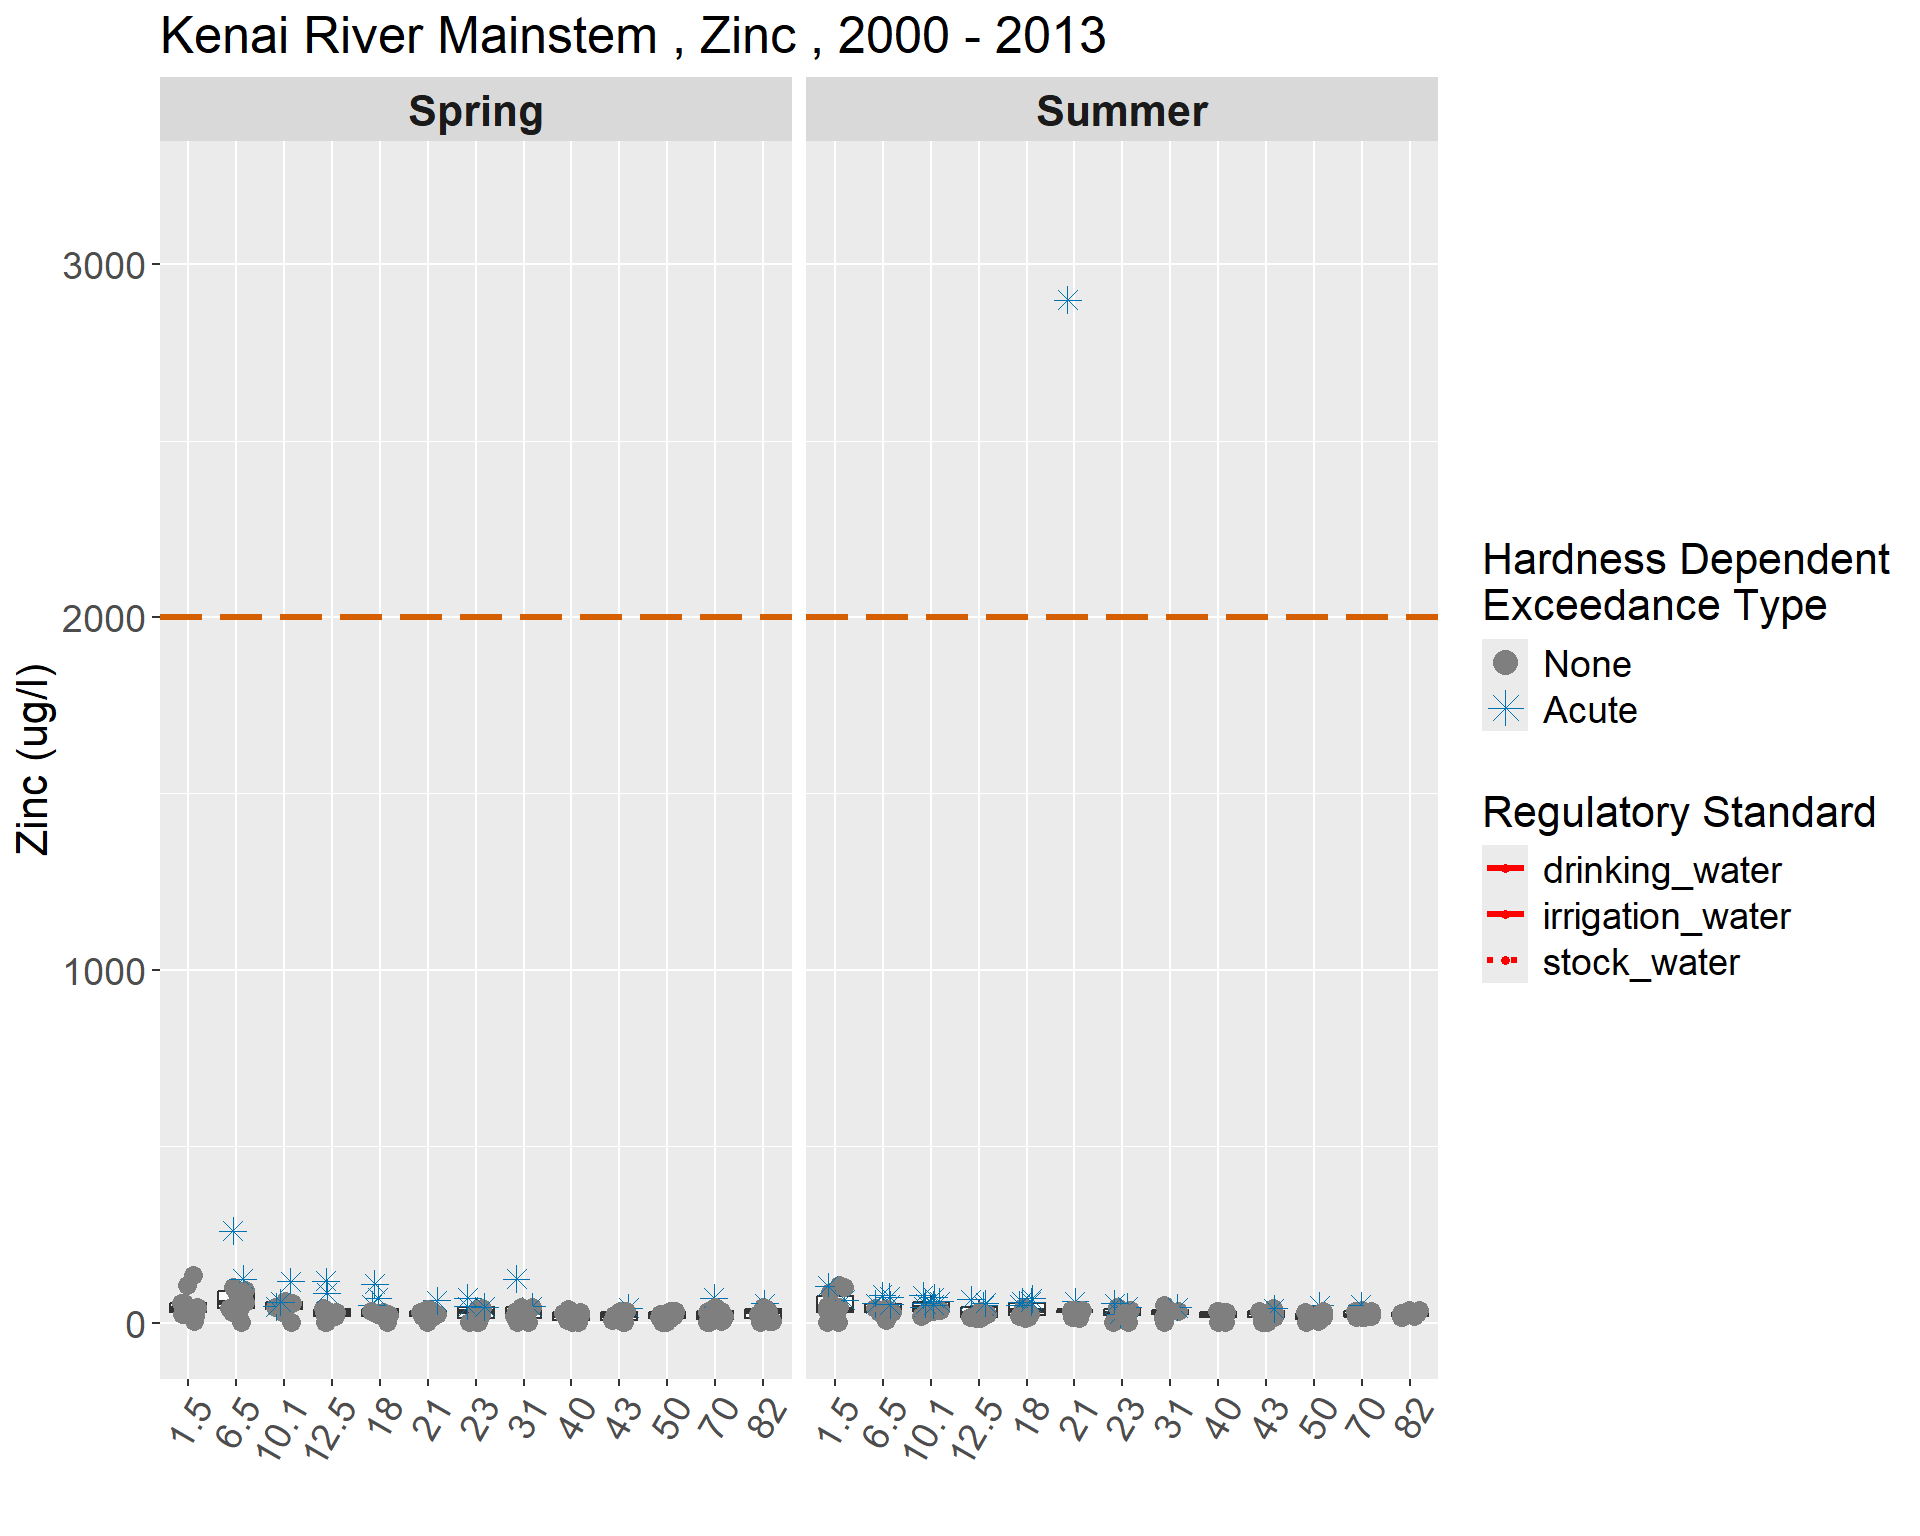 Kenai River Mainstem , Zinc , 2000 - 2013
Spring
Summer
3000
2000
1000
0
Zinc (ug/l)
1.5 6.5 10.1 12.5 18 21 23 31 40 43 50 70 82
1.5 6.5 10.1 12.5 18 21 23 31 40 43 50 70 82
Hardness Dependent
Exceedance Type
None
Acute
Regulatory Standard
drinking_water
irrigation_water
stock_water